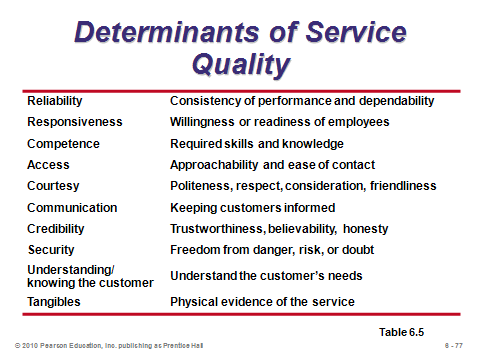 Determinants of Service
Quality
Reliability Consistency of performance and dependability
Responsiveness Willingness or readiness of employees
Competence Required skills and knowledge
Access Approachability and ease of contact
Courtesy Politeness, respect, consideration, friendliness
Communication Keeping customers informed
Credibility Trustworthiness, believability, honesty
Security Freedom from danger, risk, or doubt
Understanding/
knowing the customer Understand the customer's needs
Tangibles Physical evidence of the service
Table 6.5
© 2010 Pearson Education, Inc. publishing as Prentice Hall 6 - 77